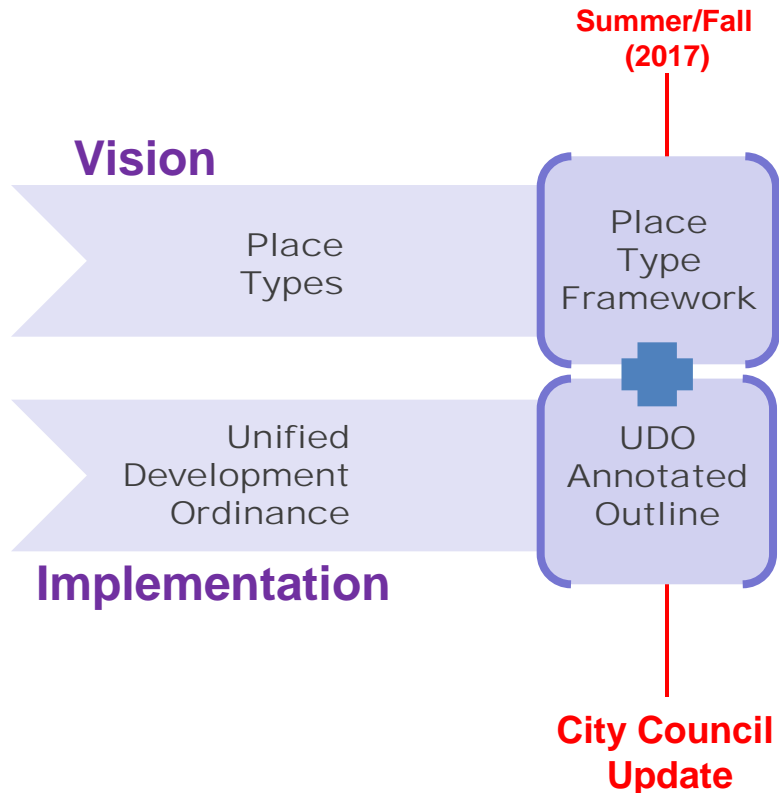 Summer/Fall
(2017)
Vision
Place
Types
Place
Type
Framework
Unified
Development
Ordinance
UDO
Annotated
Outline
Implementation
City Council
Update